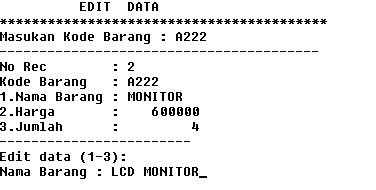 EDIT DATA
*****************************************
Masukan Kode Barang : A222
----------------------------------------
No Rec : 2
Kode Barang : A222
1.Nama Barang : MONITOR
2.Harga : 600000
3.Jumlah : 4
------------------------
Edit data (1-3):
Nama Barang : LCD MONITOR_